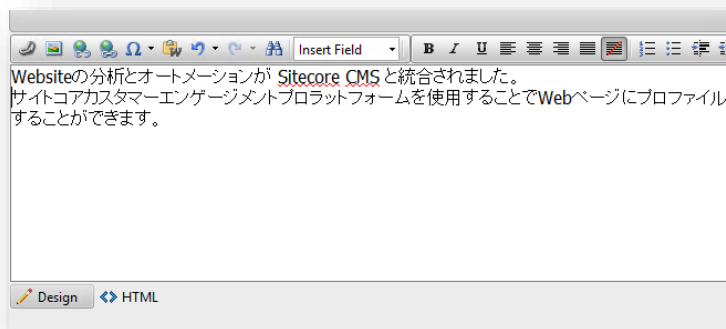 Insert Field
B I U
Websiteの分析とオートメーションが Sitecore CMS と統合されました。
サイトコアカスタマーエンゲージメントプロラットフォームを使用することでWebページにプロファイル
することができます。
Design HTML